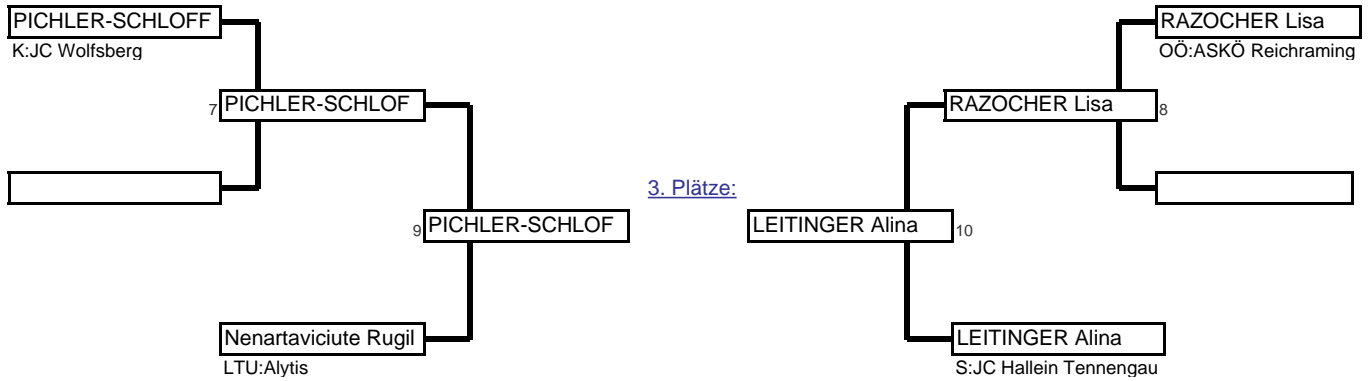 PICHLER-SCHLOFF
RAZOCHER Lisa
K:JC Wolfsberg
OÖ:ASKÖ Reichraming
7 PICHLER-SCHLOF
RAZOCHER Lisa 8
3. Plätze:
9 PICHLER-SCHLOF
LEITINGER Alina 10
Nenartaviciute Rugil
LEITINGER Alina
LTU:Alytis
S:JC Hallein Tennengau